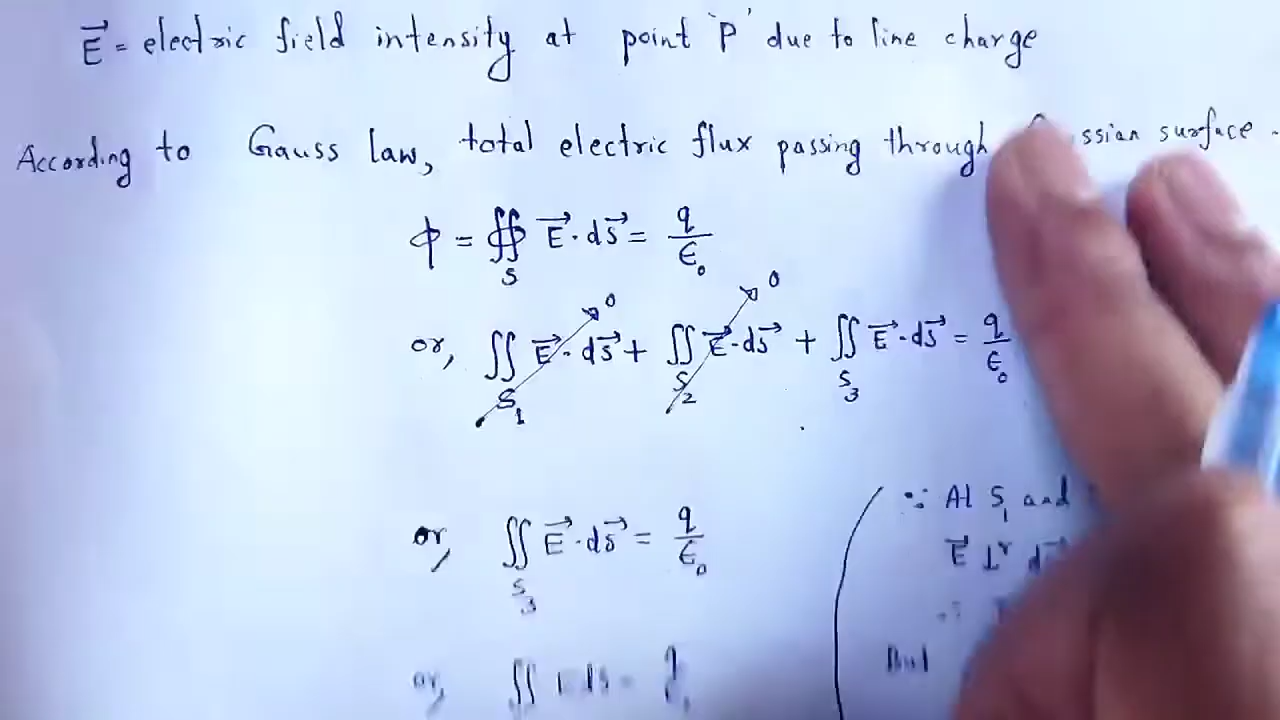 E⃗ = electric field intensity at point 'P' due to line charge
According to Gauss law, total electric flux passing through ssian surface
ϕ = ∯_S E⃗·ds⃗ = q/ϵ₀
or, ∬_S₁ E⃗·ds⃗ →0 + ∬_S₂ E⃗·ds⃗ →0 + ∬_S₃ E⃗·ds⃗ = q/ϵ₀
∵ At S₁ and
or, ∬_S₃ E⃗·ds⃗ = q/ϵ₀
E⃗ ⊥ʳ ds⃗
∴
But
or, ∬